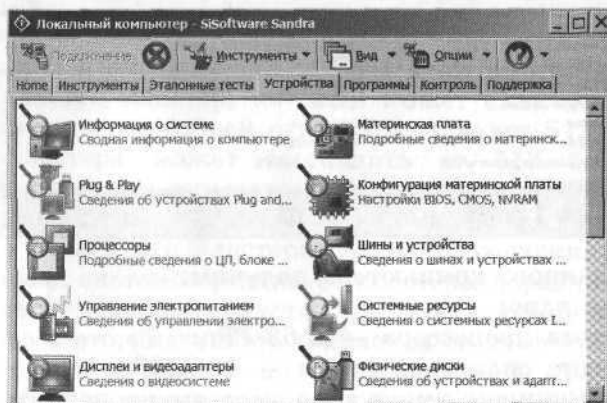 Локальный компьютер - SiSoftware Sandra
Подключение Инструменты Вид Опции
Home Инструменты Эталонные тесты Устройства Программы Контроль Поддержка
Информация о системе
Сводная информация о компьютере
Материнская плата
Подробные сведения о материнск...
Plug & Play
Сведения об устройствах Plug and...
Конфигурация материнской платы
Настройки BIOS, CMOS, NVRAM
Процессоры
Подробные сведения о ЦП, блоке ...
Шины и устройства
Сведения о шинах и устройствах ...
Управление электропитанием
Сведения об управлении электро...
Системные ресурсы
Сведения о системных ресурсах I...
Дисплеи и видеоадаптеры
Сведения о видеосистеме
Физические диски
Сведения об устройствах и адапт...